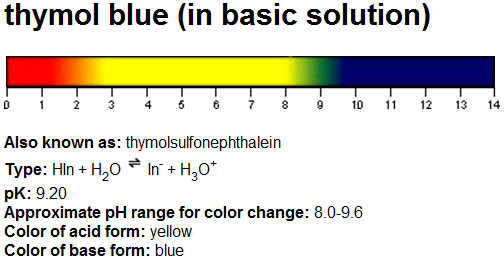 thymol blue (in basic solution)
0 1 2 3 4 5 6 7 8 9 10 11 12 13 14
Also known as: thymolsulfonephthalein
Type: HIn + H₂O ⇌ In⁻ + H₃O⁺
pK: 9.20
Approximate pH range for color change: 8.0-9.6
Color of acid form: yellow
Color of base form: blue